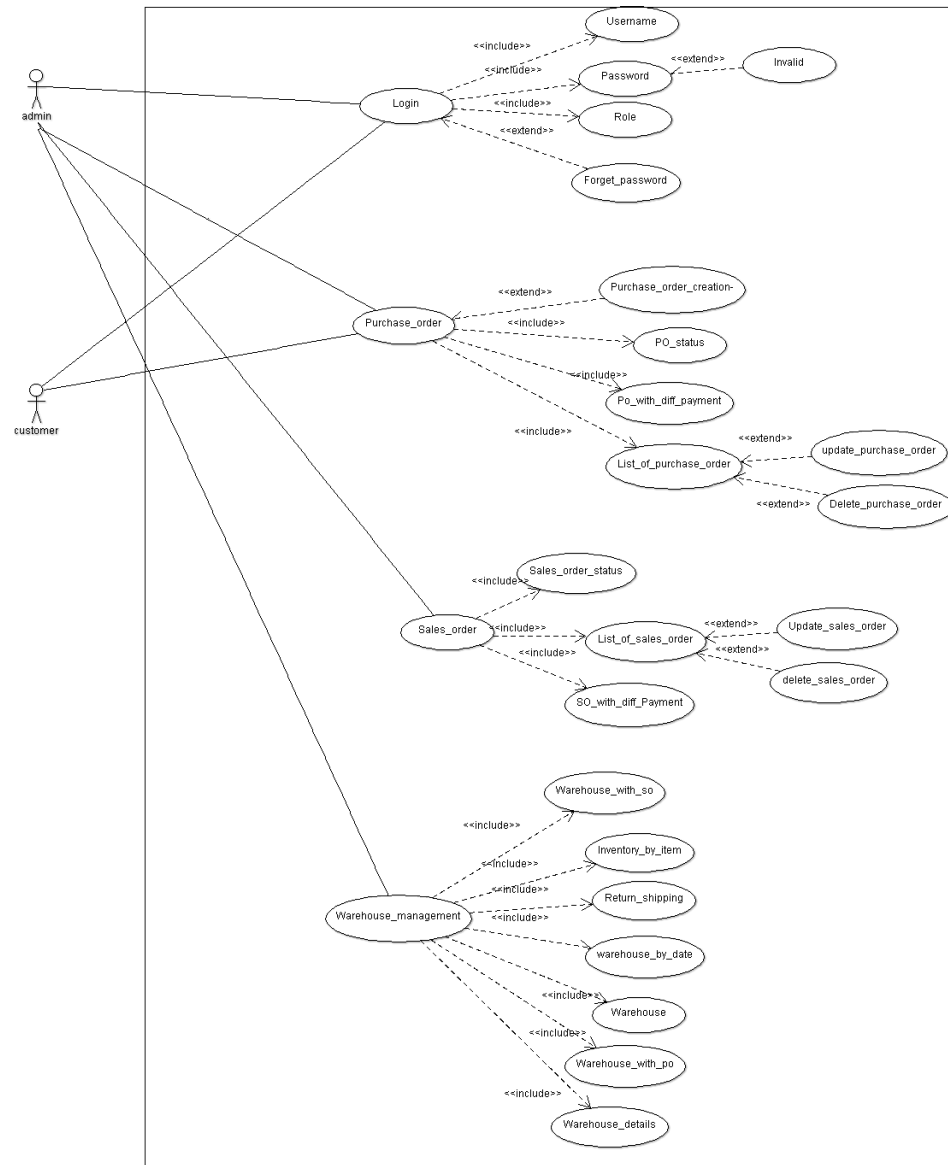 Username
<<include>>
<<include>>
<<extend>>
Invalid
Password
admin
Login
<<include>>
Role
<<extend>>
Forget_password
Purchase_order_creation-
<<extend>>
Purchase_order
<<include>>
PO_status
<<include>>
Po_with_diff_payment
customer
<<include>>
List_of_purchase_order
<<extend>>
update_purchase_order
<<extend>>
Delete_purchase_order
Sales_order_status
<<include>>
Sales_order
<<include>>
List_of_sales_order
<<extend>>
Update_sales_order
<<extend>>
delete_sales_order
<<include>>
SO_with_diff_Payment
Warehouse_with_so
<<include>>
Inventory_by_item
<<include>>
<<include>>
Return_shipping
Warehouse_management
<<include>>
warehouse_by_date
<<include>>
Warehouse
<<include>>
Warehouse_with_po
<<include>>
Warehouse_details